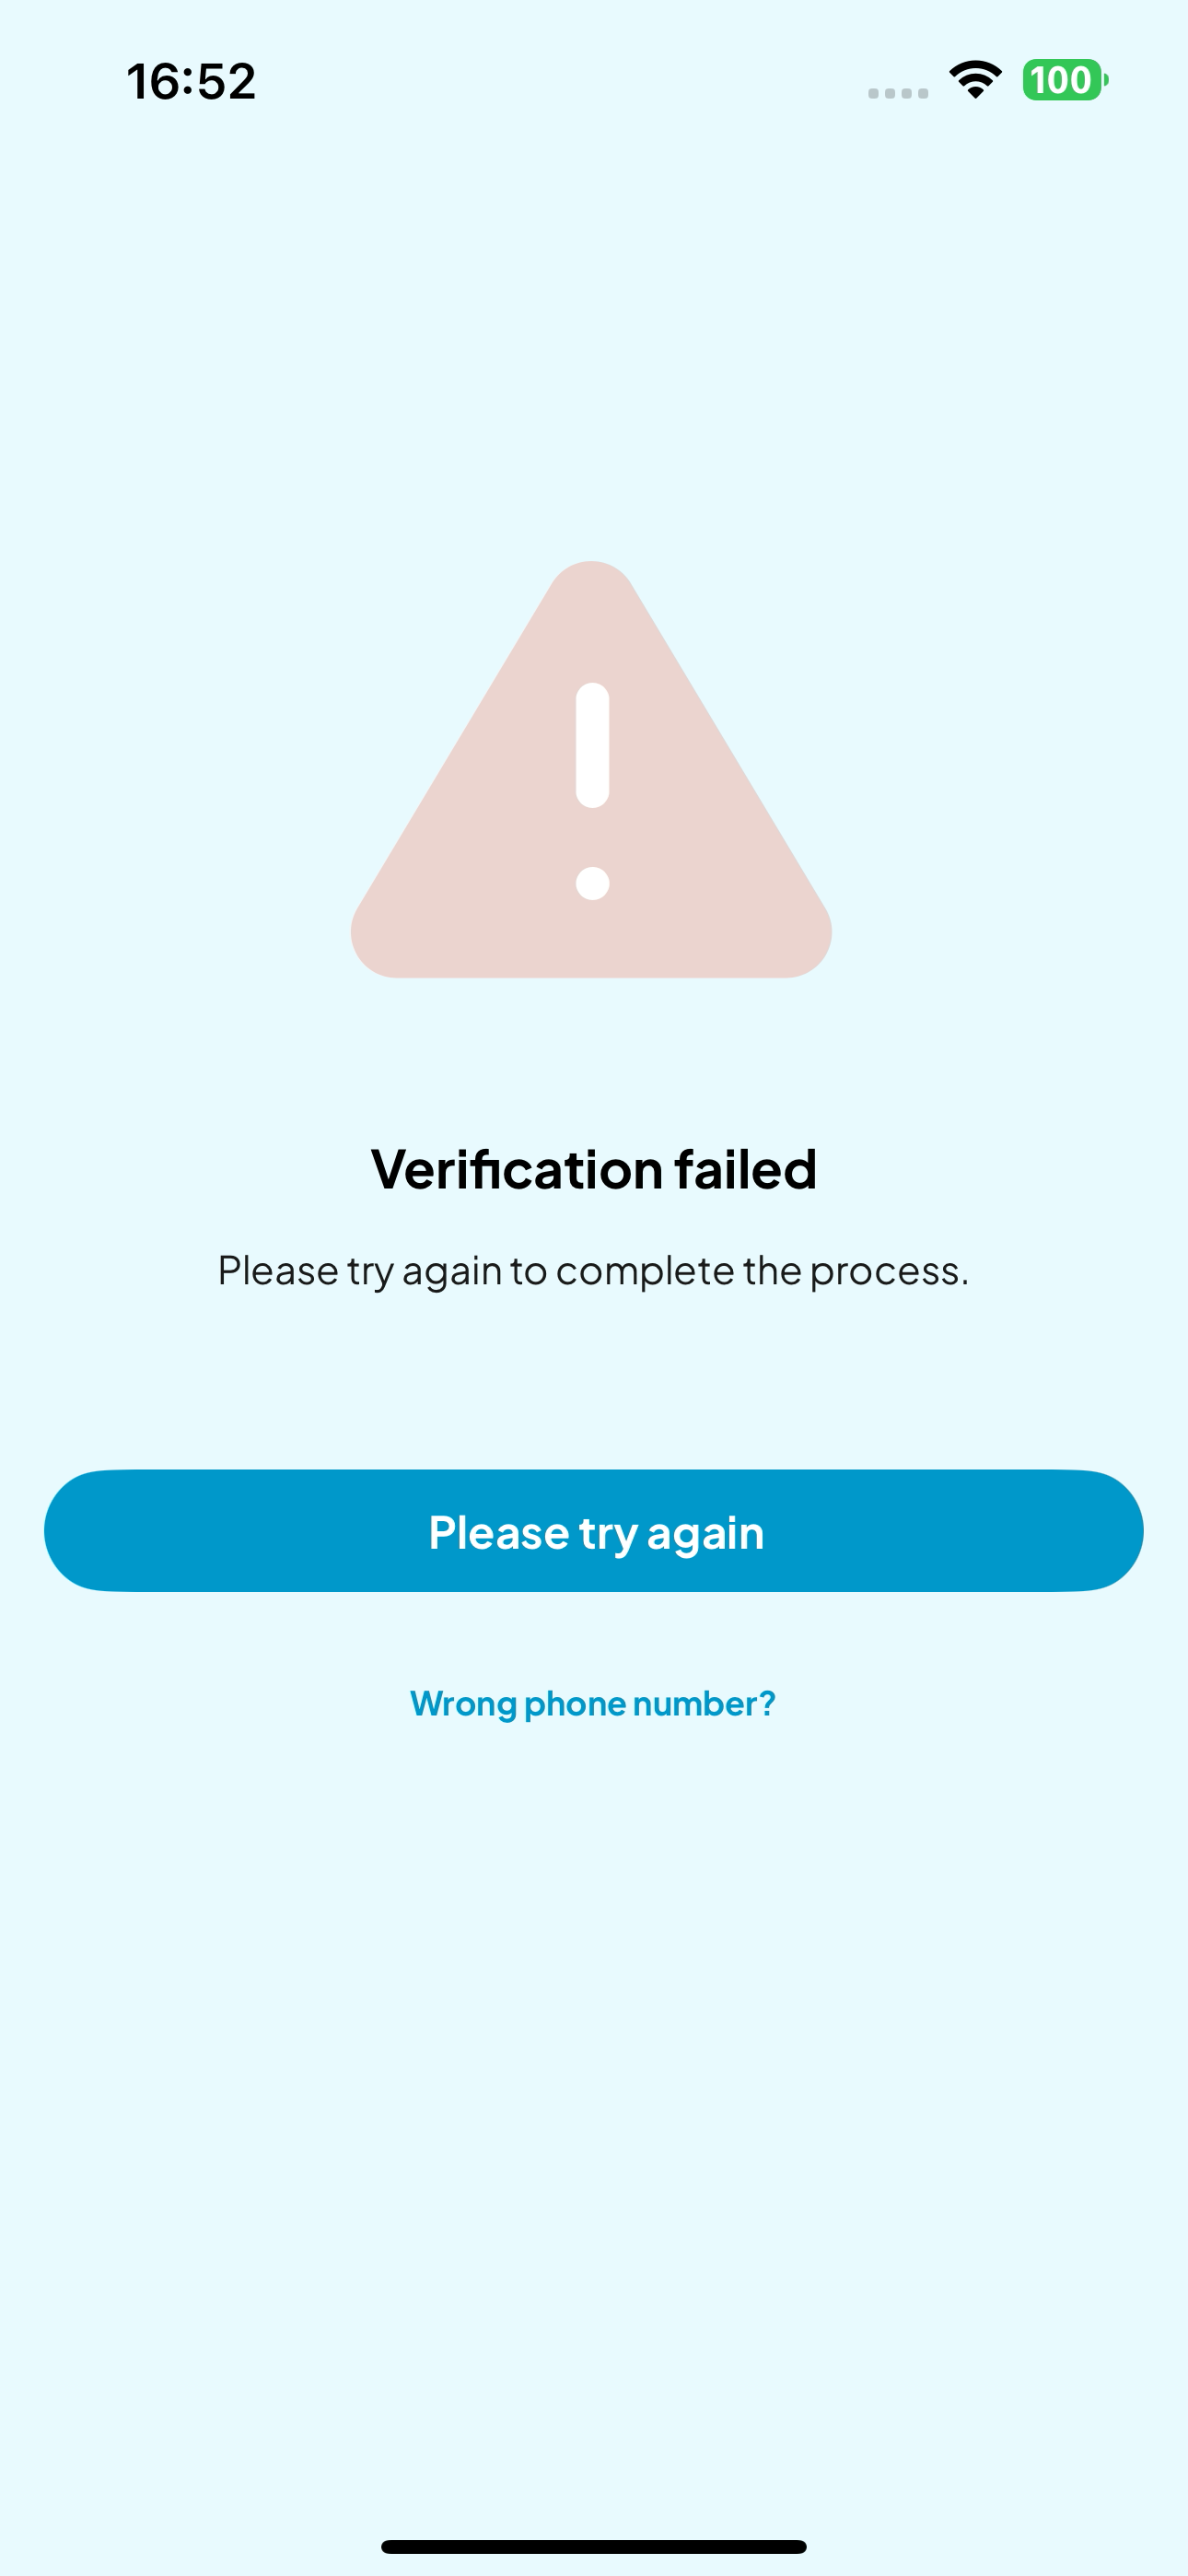 16:52
100
Verification failed
Please try again to complete the process.
Please try again
Wrong phone number?